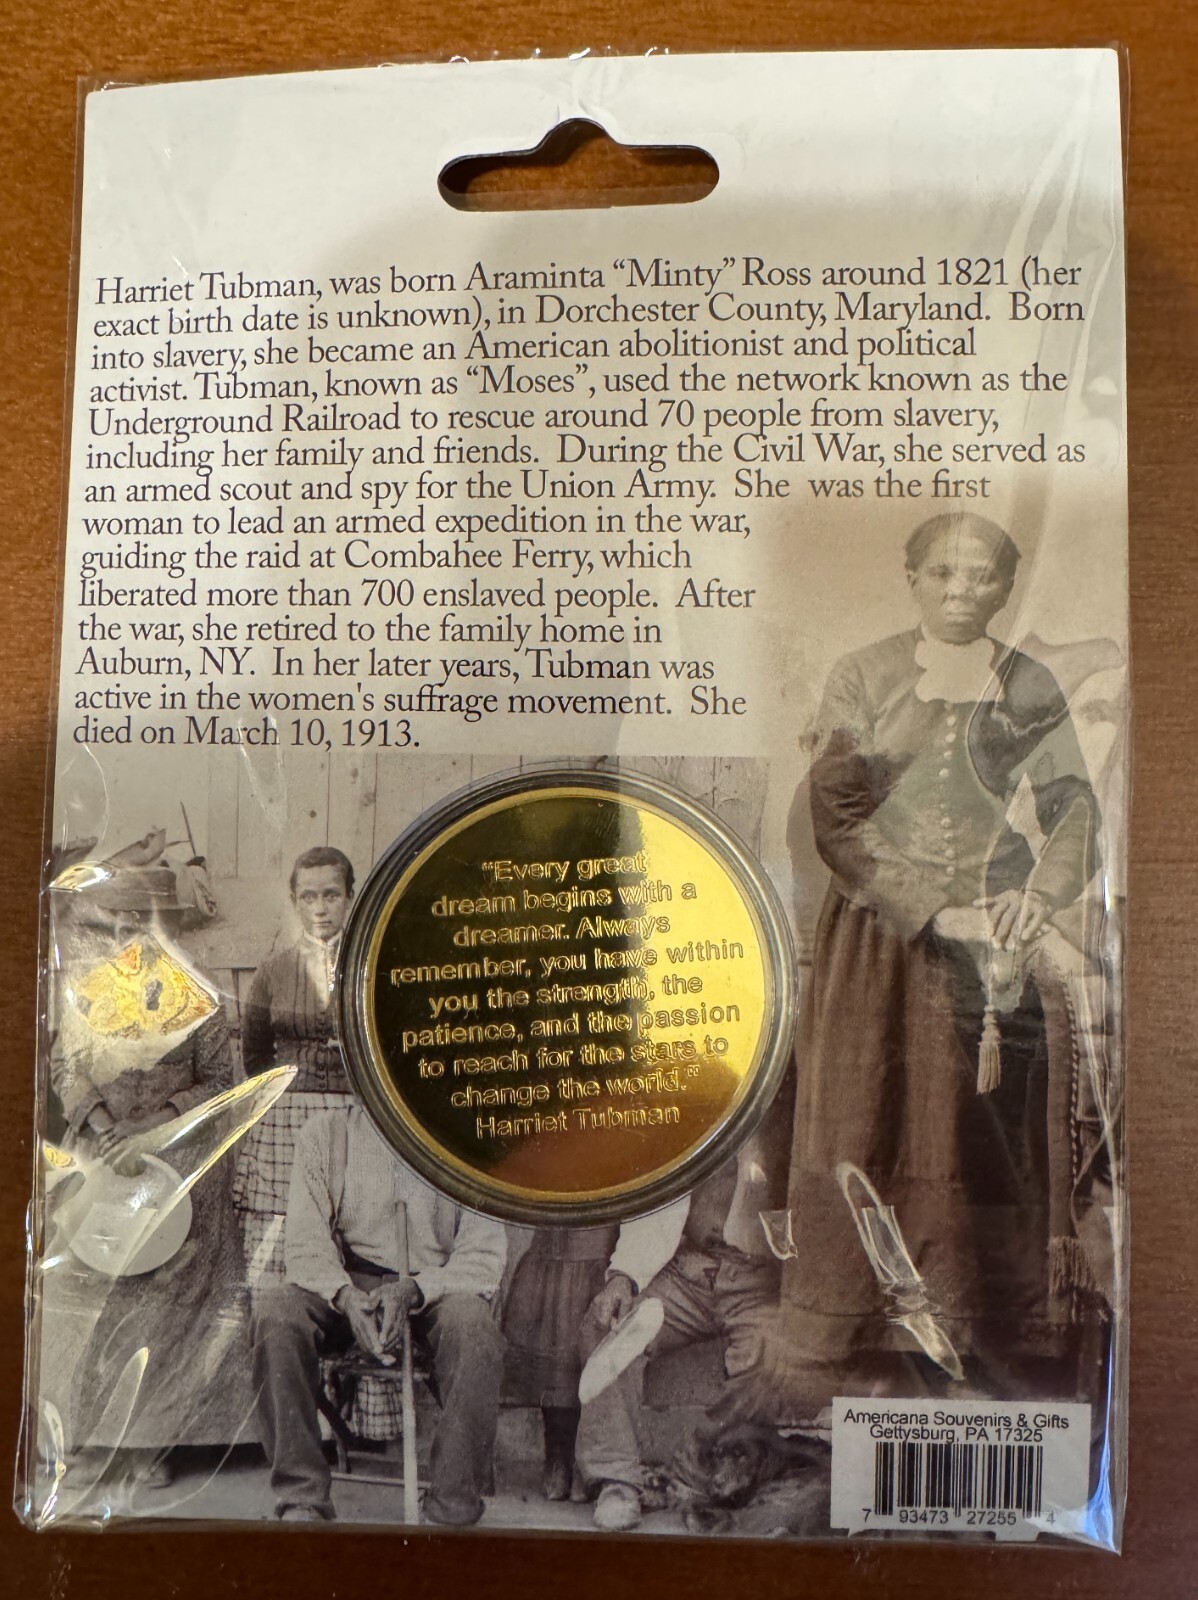 Harriet Tubman, was born Araminta “Minty” Ross around 1821 (her
exact birth date is unknown), in Dorchester County, Maryland.  Born
into slavery, she became an American abolitionist and political
activist. Tubman, known as “Moses”, used the network known as the
Underground Railroad to rescue around 70 people from slavery,
including her family and friends.  During the Civil War, she served as
an armed scout and spy for the Union Army.  She  was the first
woman to lead an armed expedition in the war,
guiding the raid at Combahee Ferry, which
liberated more than 700 enslaved people.  After
the war, she retired to the family home in
Auburn, NY.  In her later years, Tubman was
active in the women's suffrage movement.  She
died on March 10, 1913.
“Every great
dream begins with a
dreamer. Always
remember, you have within
you the strength, the
patience, and the passion
to reach for the stars to
change the world.”
Harriet Tubman
Americana Souvenirs & Gifts
Gettysburg, PA 17325
7 93473 27255 4